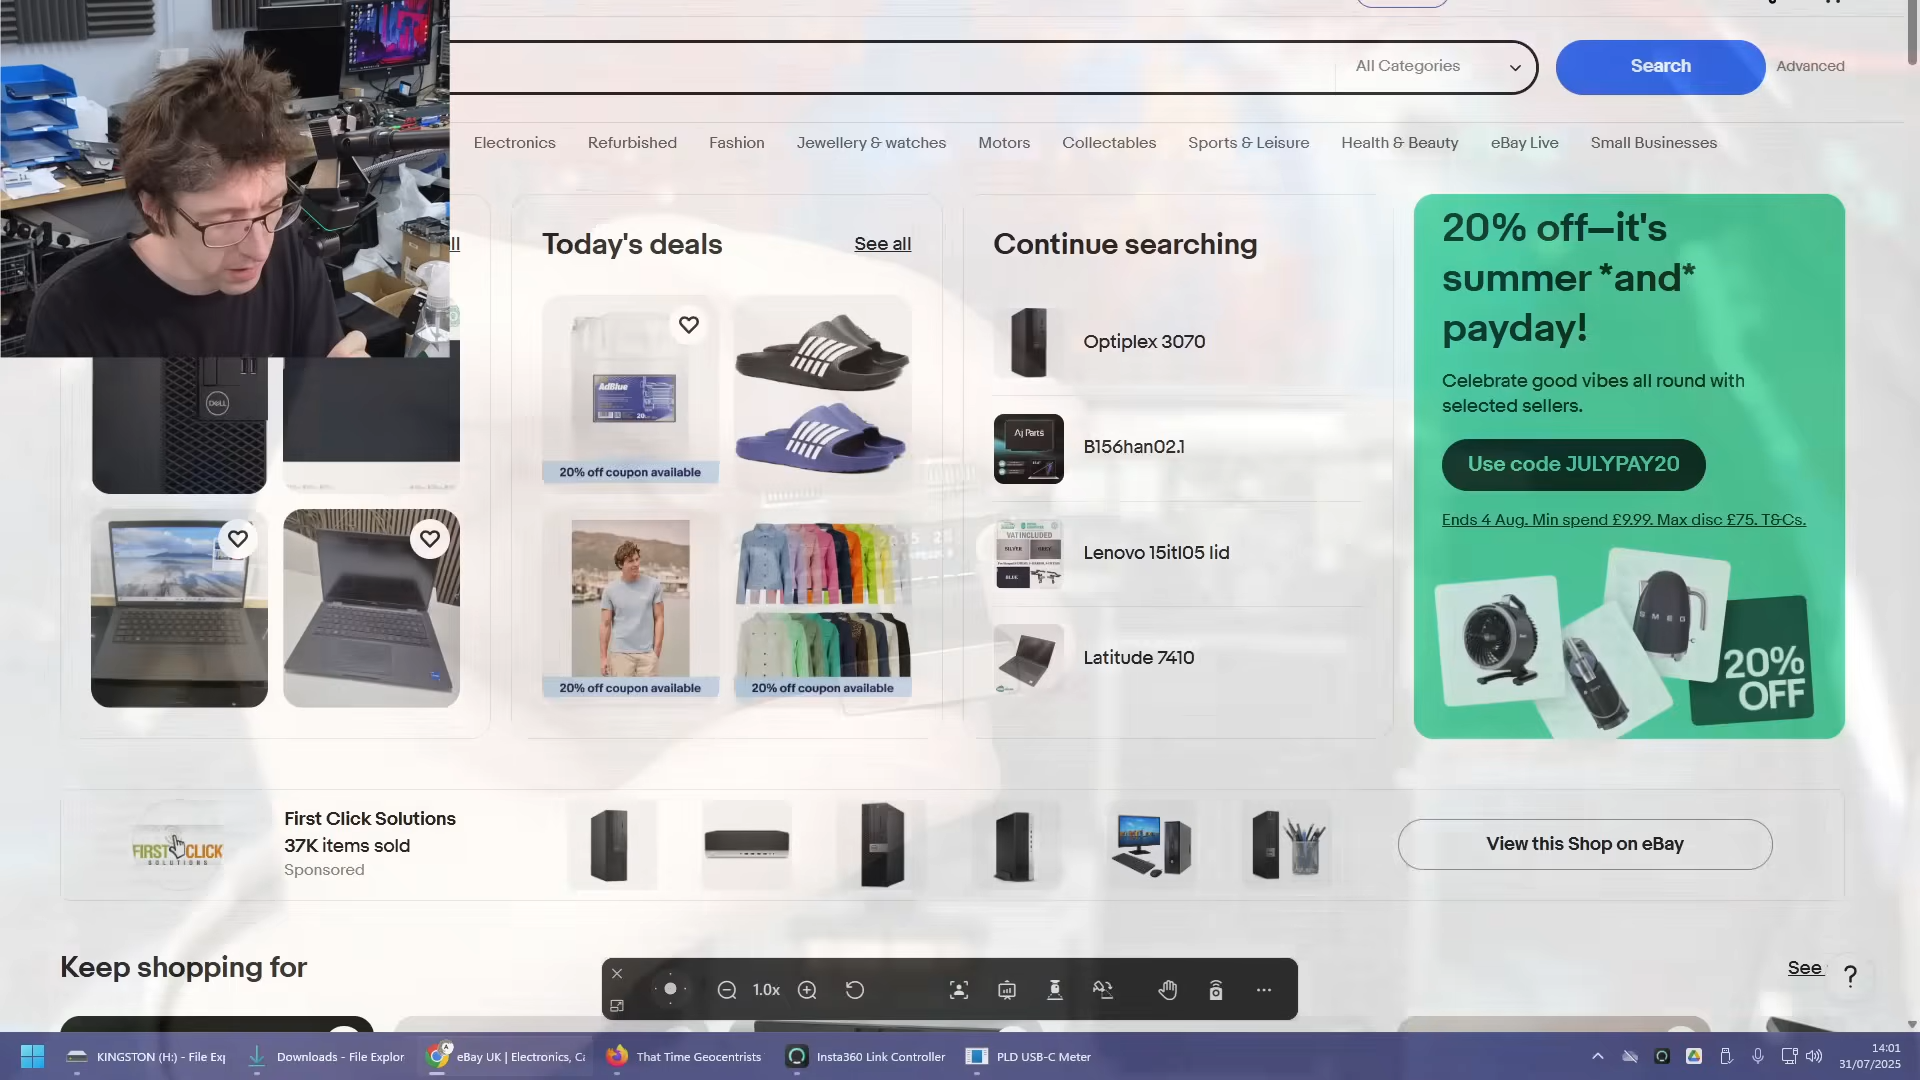 All Categories
Search
Advanced
Electronics
Refurbished
Fashion
Jewellery & watches
Motors
Collectables
Sports & Leisure
Health & Beauty
eBay Live
Small Businesses
ll
Today's deals
See all
Continue searching
20% off—it's
summer *and*
payday!
Celebrate good vibes all round with
selected sellers.
Use code JULYPAY20
Ends 4 Aug. Min spend £9.99. Max disc £75. T&Cs.
SMEG
20%
OFF
DELL
AdBlue
20
20% off coupon available
20% off coupon available
20% off coupon available
Optiplex 3070
Aj Parts
B156han02.1
VAT INCLUDED
SILVER
GREY
BLUE
Lenovo 15itl05 lid
Latitude 7410
FIRST CLICK
SOLUTIONS
First Click Solutions
37K items sold
Sponsored
View this Shop on eBay
Keep shopping for
See
?
1.0x
KINGSTON (H:) - File Exp
Downloads - File Explor
eBay UK | Electronics, Ca
That Time Geocentrists
Insta360 Link Controller
PLD USB-C Meter
14:01
31/07/2025